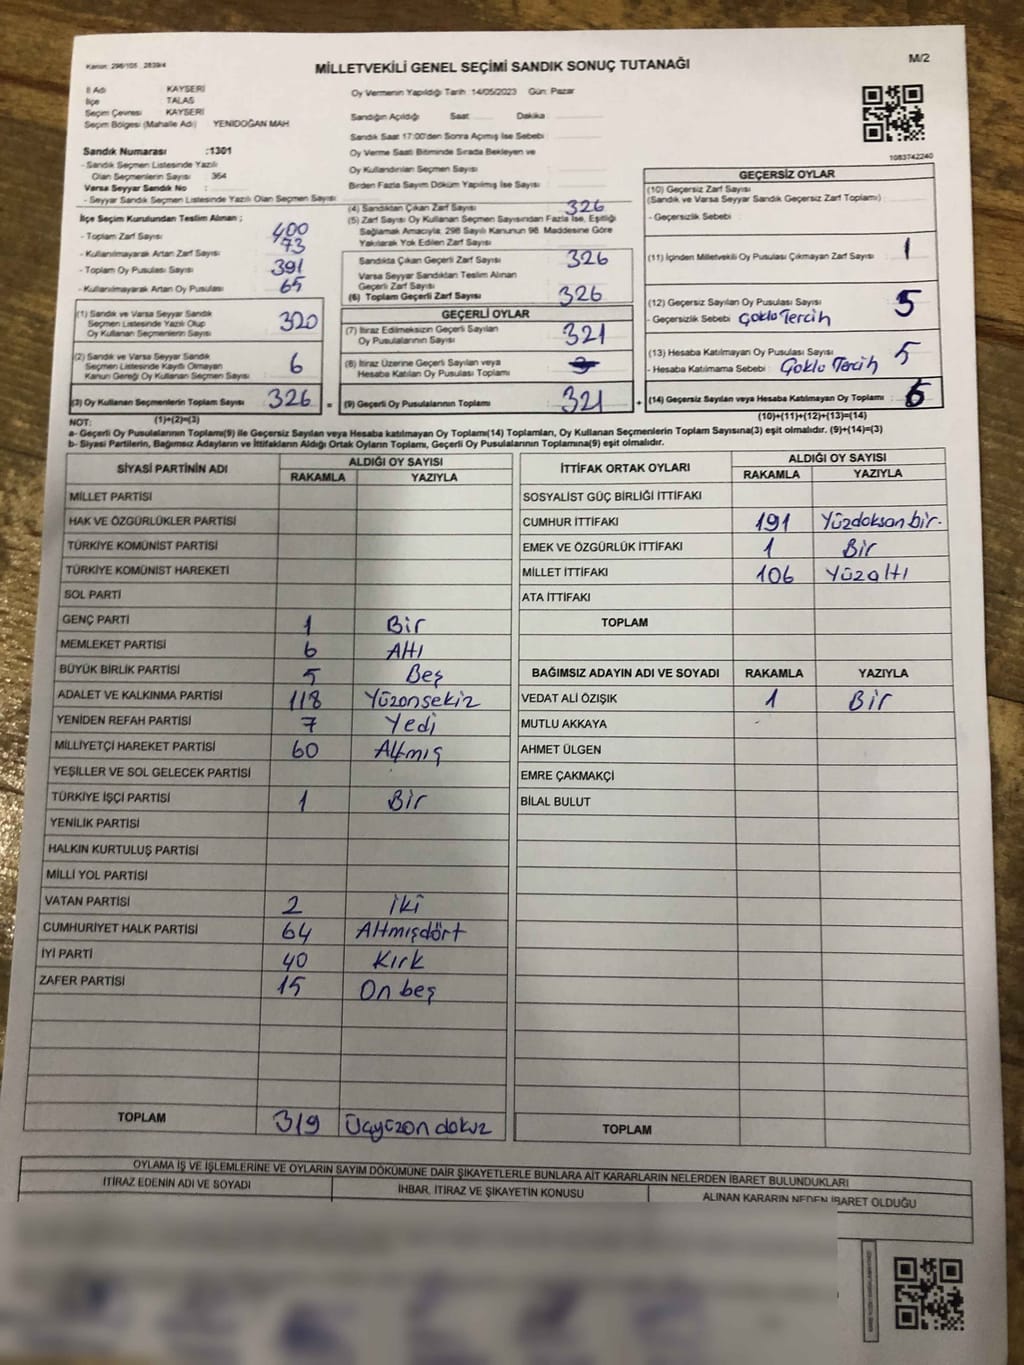 Kanun: 298/105 2839/4
MİLLETVEKİLİ GENEL SEÇİMİ SANDIK SONUÇ TUTANAĞI
M/2
İl Adı KAYSERİ
İlçe TALAS
Seçim Çevresi KAYSERİ
Seçim Bölgesi (Mahalle Adı) YENİDOĞAN MAH
Sandık Numarası :1301
- Sandık Seçmen Listesinde Yazılı
Olan Seçmenlerin Sayısı 364
Varsa Seyyar Sandık No :
- Seyyar Sandık Seçmen Listesinde Yazılı Olan Seçmen Sayısı
Oy Vermenin Yapıldığı Tarih 14/05/2023 Gün: Pazar
Sandığın Açıldığı Saat Dakika
Sandık Saat 17:00'den Sonra Açımış İse Sebebi
Oy Verme Saati Bitiminde Sırada Bekleyen ve
Oy Kullandırılan Seçmen Sayısı :
Birden Fazla Sayım Döküm Yapılmış İse Sayısı
1083742240
İlçe Seçim Kurulundan Teslim Alınan ;
- Toplam Zarf Sayısı 400
- Kullanılmayarak Artan Zarf Sayısı 73
- Toplam Oy Pusulası Sayısı 391
- Kullanılmayarak Artan Oy Pusulası 65
(1) Sandık ve Varsa Seyyar Sandık
Seçmen Listesinde Yazılı Olup
Oy Kullanan Seçmenlerin Sayısı 320
(2) Sandık ve Varsa Seyyar Sandık
Seçmen Listesinde Kayıtlı Olmayan
Kanun Gereği Oy Kullanan Seçmen Sayısı 6
(3) Oy Kullanan Seçmenlerin Toplam Sayısı 326
(1)+(2)=(3)
(4) Sandıktan Çıkan Zarf Sayısı 326
(5) Zarf Sayısı Oy Kullanan Seçmen Sayısından Fazla İse, Eşitliği
Sağlamak Amacıyla, 298 Sayılı Kanunun 98. Maddesine Göre
Yakılarak Yok Edilen Zarf Sayısı
Sandıkta Çıkan Geçerli Zarf Sayısı 326
Varsa Seyyar Sandıktan Teslim Alınan
Geçerli Zarf Sayısı
(6) Toplam Geçerli Zarf Sayısı 326
GEÇERLİ OYLAR
(7) İtiraz Edilmeksizin Geçerli Sayılan
Oy Pusulalarının Sayısı 321
(8) İtiraz Üzerine Geçerli Sayılan veya
Hesaba Katılan Oy Pusulası Toplamı
= (9) Geçerli Oy Pusulalarının Toplamı 321 +
GEÇERSİZ OYLAR
(10) Geçersiz Zarf Sayısı
(Sandık ve Varsa Seyyar Sandık Geçersiz Zarf Toplamı) :
- Geçersizlik Sebebi
(11) İçinden Milletvekili Oy Pusulası Çıkmayan Zarf Sayısı 1
(12) Geçersiz Sayılan Oy Pusulası Sayısı 5
- Geçersizlik Sebebi Çoklu Tercih
(13) Hesaba Katılmayan Oy Pusulası Sayısı 5
- Hesaba Katılmama Sebebi Çoklu Tercih
(14) Geçersiz Sayılan veya Hesaba Katılmayan Oy Toplamı :
(10)+(11)+(12)+(13)=(14)
NOT:
a- Geçerli Oy Pusulalarının Toplamı(9) ile Geçersiz Sayılan veya Hesaba katılmayan Oy Toplamı(14) Toplamları, Oy Kullanan Seçmenlerin Toplam Sayısına(3) eşit olmalıdır. (9)+(14)=(3)
b- Siyasi Partilerin, Bağımsız Adayların ve İttifakların Aldığı Ortak Oyların Toplamı, Geçerli Oy Pusulalarının Toplamına(9) eşit olmalıdır.
SİYASİ PARTİNİN ADI ALDIĞI OY SAYISI
RAKAMLA YAZIYLA
MİLLET PARTİSİ
HAK VE ÖZGÜRLÜKLER PARTİSİ
TÜRKİYE KOMÜNİST PARTİSİ
TÜRKİYE KOMÜNİST HAREKETİ
SOL PARTİ
GENÇ PARTİ 1 Bir
MEMLEKET PARTİSİ 6 Altı
BÜYÜK BİRLİK PARTİSİ 5 Beş
ADALET VE KALKINMA PARTİSİ 118 Yüzonsekiz
YENİDEN REFAH PARTİSİ 7 Yedi
MİLLİYETÇİ HAREKET PARTİSİ 60 Altmış
YEŞİLLER VE SOL GELECEK PARTİSİ
TÜRKİYE İŞÇİ PARTİSİ 1 Bir
YENİLİK PARTİSİ
HALKIN KURTULUŞ PARTİSİ
MİLLİ YOL PARTİSİ
VATAN PARTİSİ 2 iki
CUMHURİYET HALK PARTİSİ 64 Altmışdört
İYİ PARTİ 40 Kırk
ZAFER PARTİSİ 15 On beş
TOPLAM 319 Üçyüzon dokuz
İTTİFAK ORTAK OYLARI ALDIĞI OY SAYISI
RAKAMLA YAZIYLA
SOSYALİST GÜÇ BİRLİĞİ İTTİFAKI
CUMHUR İTTİFAKI 191 Yüzdoksan bir.
EMEK VE ÖZGÜRLÜK İTTİFAKI 1 Bir
MİLLET İTTİFAKI 106 Yüzaltı
ATA İTTİFAKI
TOPLAM
BAĞIMSIZ ADAYIN ADI VE SOYADI RAKAMLA YAZIYLA
VEDAT ALİ ÖZIŞIK 1 Bir
MUTLU AKKAYA
AHMET ÜLGEN
EMRE ÇAKMAKÇİ
BİLAL BULUT
TOPLAM
OYLAMA İŞ VE İŞLEMLERİNE VE OYLARIN SAYIM DÖKÜMÜNE DAİR ŞİKAYETLERLE BUNLARA AİT KARARLARIN NELERDEN İBARET BULUNDUKLARI
İTİRAZ EDENİN ADI VE SOYADI İHBAR, İTİRAZ VE ŞİKAYETİN KONUSU ALINAN KARARIN NEDEN İBARET OLDUĞU